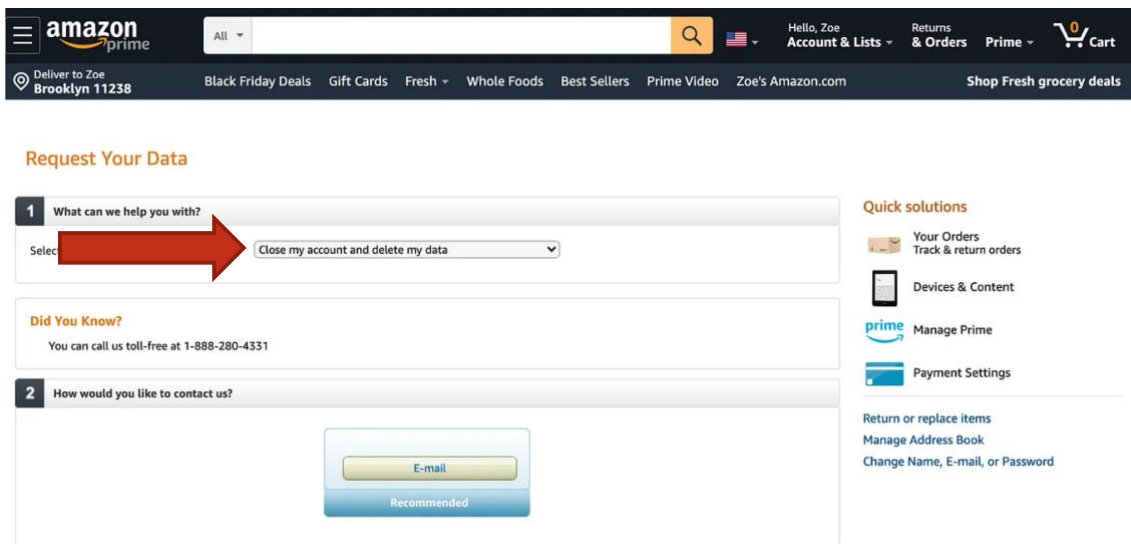 amazon
prime
All
Hello, Zoe
Account & Lists
Returns
& Orders
Prime
0
Cart
Deliver to Zoe
Brooklyn 11238
Black Friday Deals Gift Cards Fresh Whole Foods Best Sellers Prime Video Zoe's Amazon.com Shop Fresh grocery deals
Request Your Data
1 What can we help you with?
Close my account and delete my data
Did You Know?
You can call us toll-free at 1-888-280-4331
2 How would you like to contact us?
E-mail
Recommended
Quick solutions
Your Orders
Track & return orders
Devices & Content
prime Manage Prime
Payment Settings
Return or replace items
Manage Address Book
Change Name, E-mail, or Password